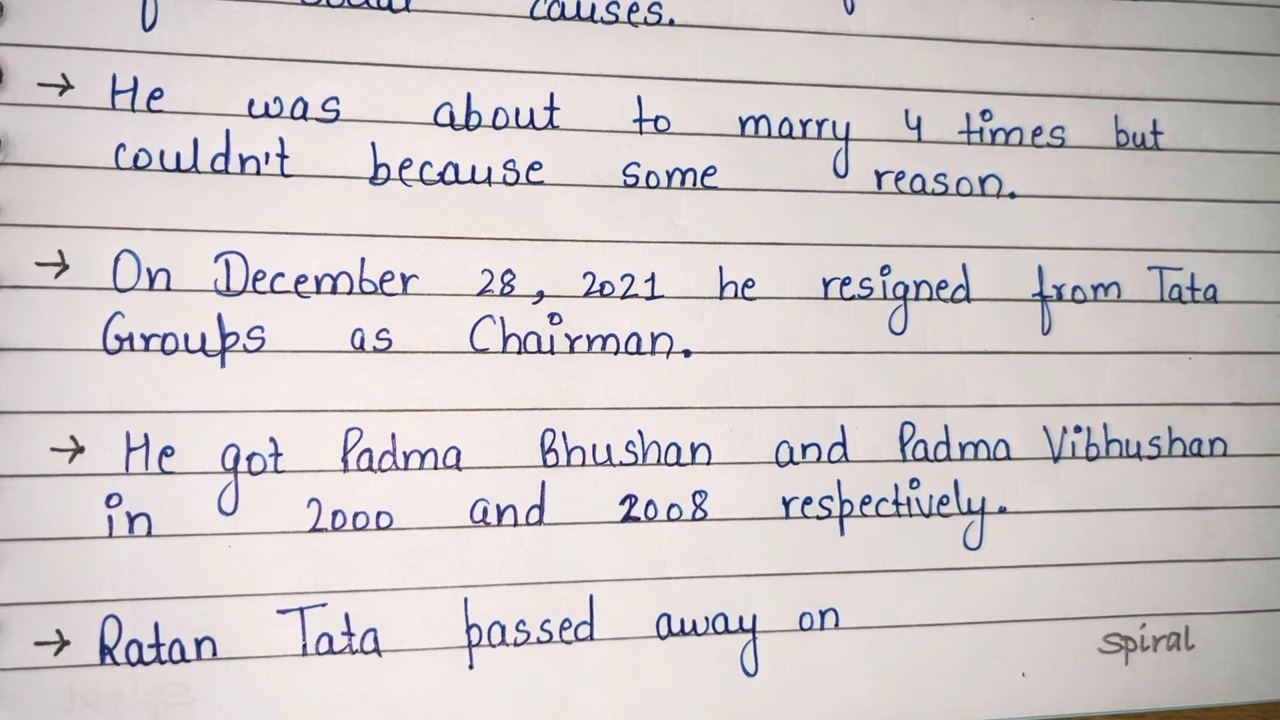 causes.
→ He was about to marry 4 times but
couldn't because some reason.
→ On December 28, 2021 he resigned from Tata
Groups as Chairman.
→ He got Padma Bhushan and Padma Vibhushan
in 2000 and 2008 respectively.
→ Ratan Tata passed away on
Spiral